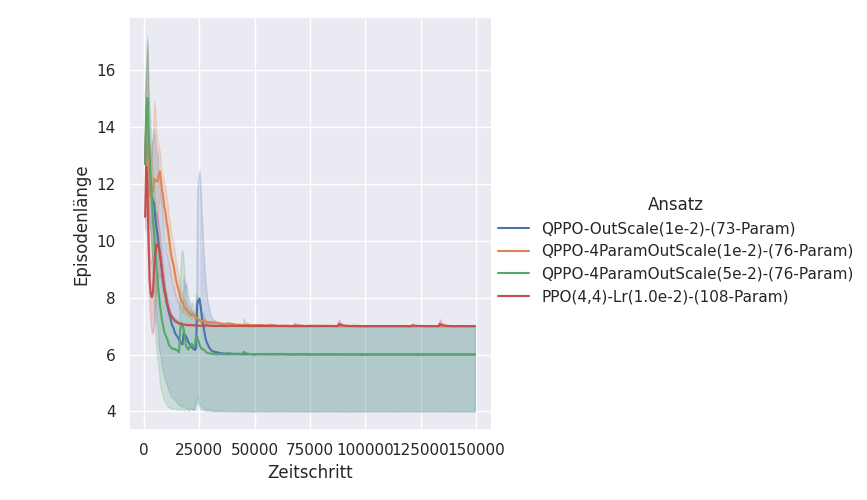 16
14
12
10
8
6
4
Episodenlänge
0 25000 50000 75000 100000 125000 150000
Zeitschritt
Ansatz
QPPO-OutScale(1e-2)-(73-Param)
QPPO-4ParamOutScale(1e-2)-(76-Param)
QPPO-4ParamOutScale(5e-2)-(76-Param)
PPO(4,4)-Lr(1.0e-2)-(108-Param)